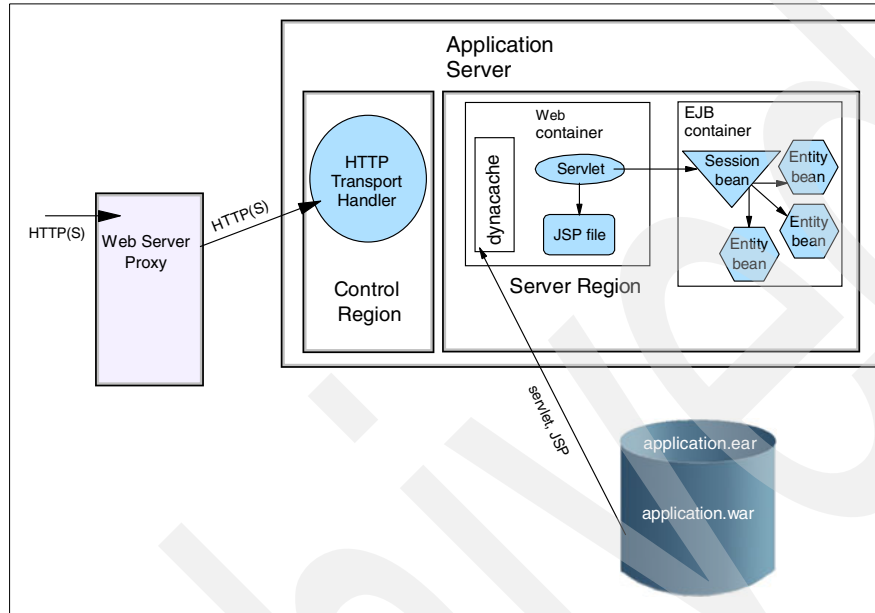 Application
Server
HTTP(S)
Web Server
Proxy
HTTP(S)
HTTP
Transport
Handler
Control
Region
Web
container
dynacache
Servlet
JSP file
Server Region
EJB
container
Session
bean
Entity
bean
Entity
bean
Entity
bean
servlet, JSP
application.ear
application.war